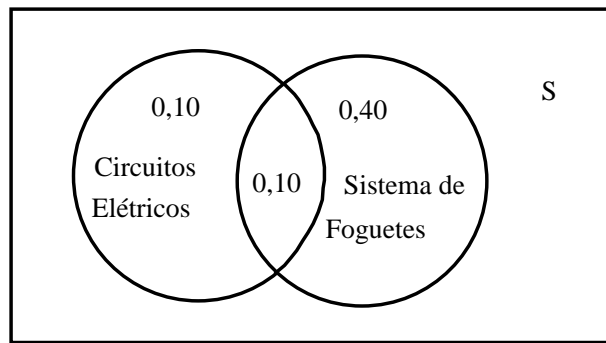 0,10
0,40
S
Circuitos
Elétricos
0,10
Sistema de
Foguetes